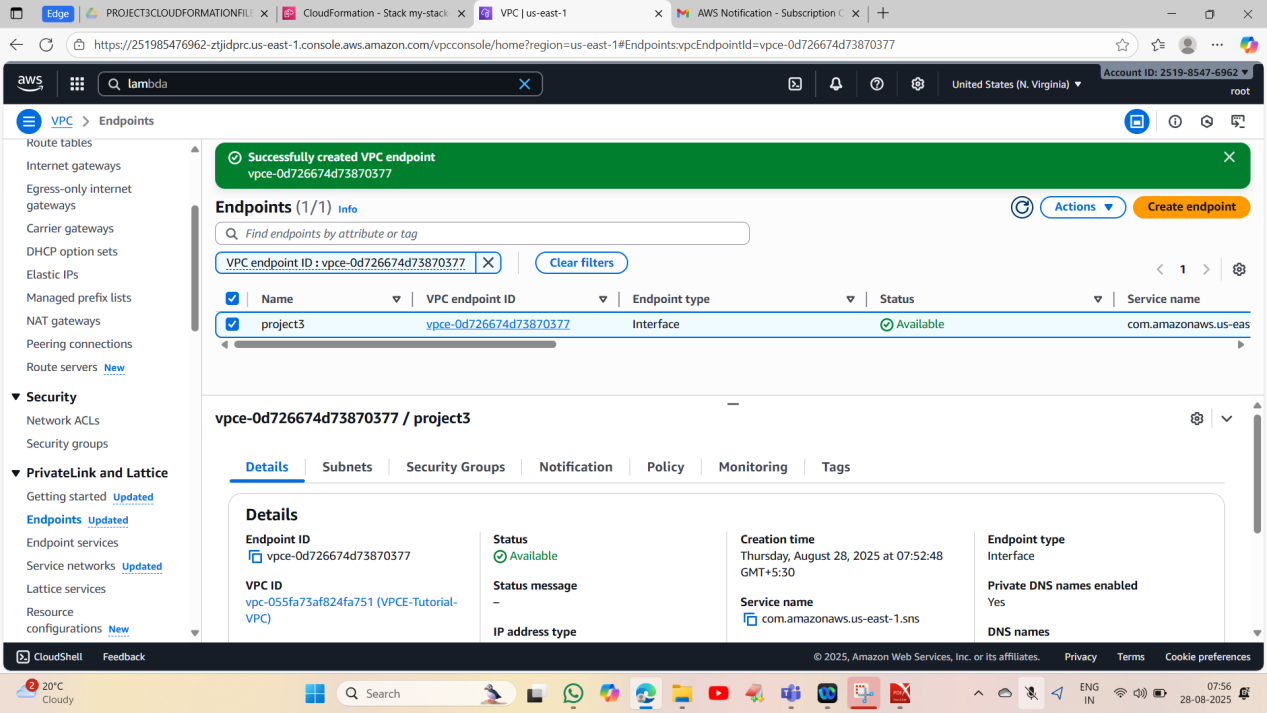 Edge
PROJECT3CLOUDFORMATIONFILE
CloudFormation - Stack my-stack
VPC | us-east-1
AWS Notification - Subscription C
https://251985476962-ztjidprc.us-east-1.console.aws.amazon.com/vpcconsole/home?region=us-east-1#Endpoints:vpcEndpointId=vpce-0d726674d73870377
aws
lambda
United States (N. Virginia)
Account ID: 2519-8547-6962
root
VPC > Endpoints
Route tables
Internet gateways
Egress-only internet
gateways
Carrier gateways
DHCP option sets
Elastic IPs
Managed prefix lists
NAT gateways
Peering connections
Route servers New
Security
Network ACLs
Security groups
PrivateLink and Lattice
Getting started Updated
Endpoints Updated
Endpoint services
Service networks Updated
Lattice services
Resource
configurations New
Successfully created VPC endpoint
vpce-0d726674d73870377
Endpoints (1/1) Info
Actions
Create endpoint
Find endpoints by attribute or tag
VPC endpoint ID : vpce-0d726674d73870377
Clear filters
1
Name VPC endpoint ID Endpoint type Status Service name
project3 vpce-0d726674d73870377 Interface Available com.amazonaws.us-eas
vpce-0d726674d73870377 / project3
Details Subnets Security Groups Notification Policy Monitoring Tags
Details
Endpoint ID
vpce-0d726674d73870377
VPC ID
vpc-055fa73af824fa751 (VPCE-Tutorial-
VPC)
Status
Available
Status message
–
IP address type
Creation time
Thursday, August 28, 2025 at 07:52:48
GMT+5:30
Service name
com.amazonaws.us-east-1.sns
Endpoint type
Interface
Private DNS names enabled
Yes
DNS names
CloudShell Feedback
© 2025, Amazon Web Services, Inc. or its affiliates. Privacy Terms Cookie preferences
2
20°C
Cloudy
Search
ENG
IN
07:56
28-08-2025